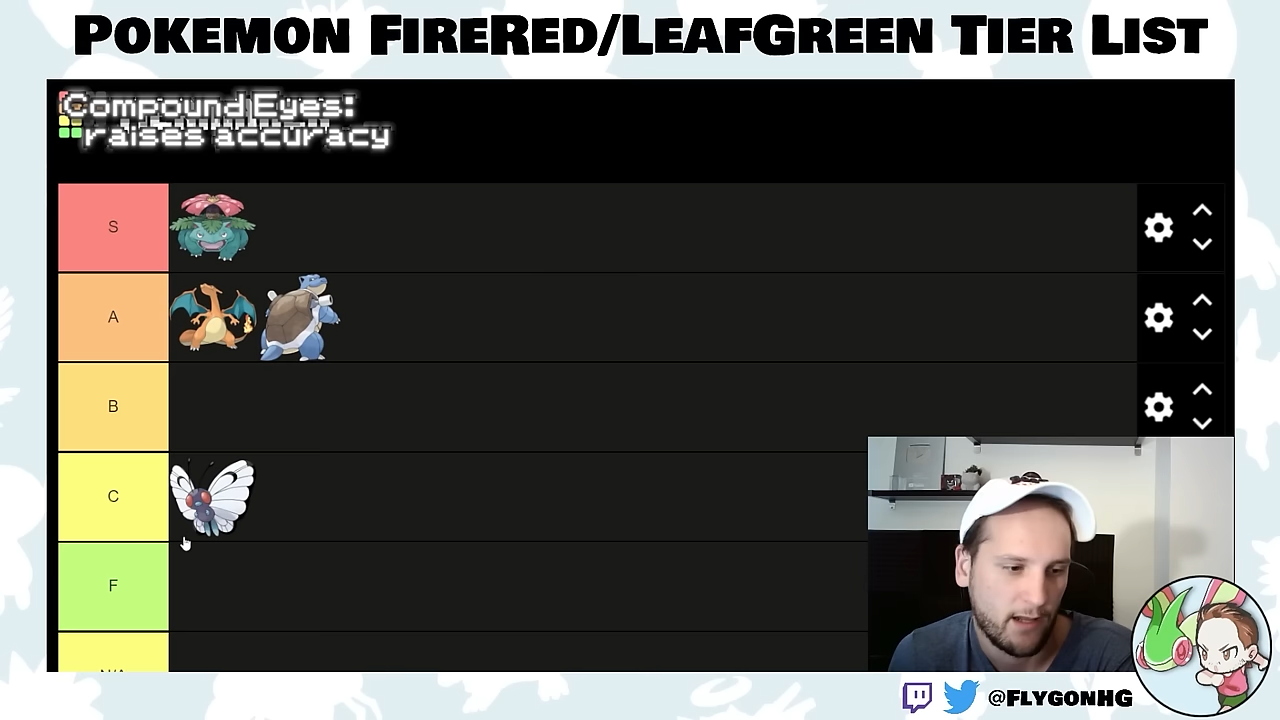 POKEMON FIRERED/LEAFGREEN TIER LIST
Compound Eyes:
raises accuracy
S
A
B
C
F
N/A
@FLYGONHG